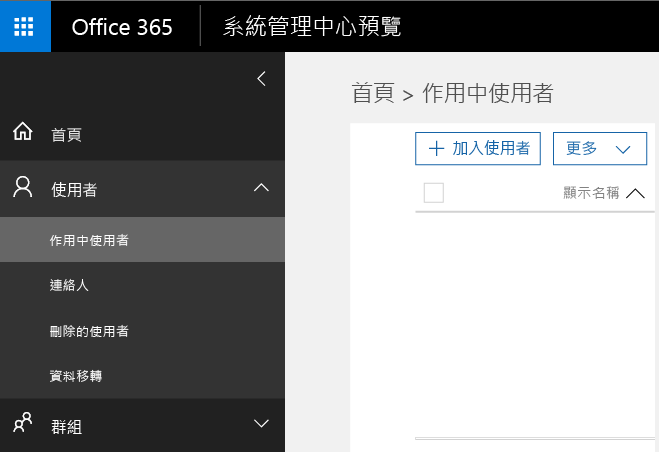 Office 365 系統管理中心預覽
首頁 > 作用中使用者
首頁
加入使用者 更多
使用者
顯示名稱
作用中使用者
連絡人
刪除的使用者
資料移轉
群組